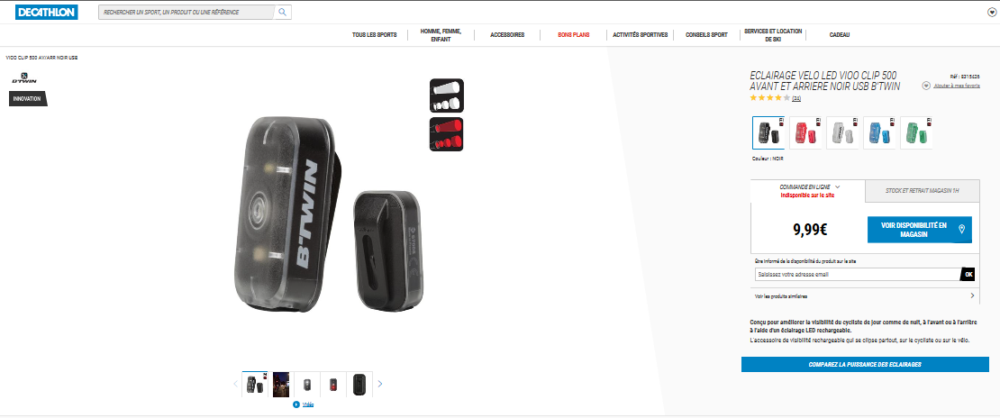 DECATHLON
RECHERCHER UN SPORT, UN PRODUIT OU UNE RÉFÉRENCE
TOUS LES SPORTS
HOMME, FEMME,
ENFANT
ACCESSOIRES
BONS PLANS
ACTIVITÉS SPORTIVES
CONSEILS SPORT
SERVICES ET LOCATION
DE SKI
CADEAU
VIOO CLIP 500 AV/ARR NOIR USB
B'TWIN
INNOVATION
B'TWIN
ECLAIRAGE VELO LED VIOO CLIP 500
AVANT ET ARRIERE NOIR USB B'TWIN
Réf : 8315626
Ajouter à mes favoris
(34)
Couleur : NOIR
COMMANDE EN LIGNE
Indisponible sur le site
STOCK ET RETRAIT MAGASIN 1H
9,99€
VOIR DISPONIBILITÉ EN
MAGASIN
Être informé de la disponibilité du produit sur le site
Saisissez votre adresse email
OK
Voir les produits similaires
Conçu pour améliorer la visibilité du cycliste de jour comme de nuit, à l'avant ou à l'arrière
à l'aide d'un éclairage LED rechargeable.
L'accessoire de visibilité rechargeable qui se clipse partout, sur le cycliste ou sur le vélo.
COMPAREZ LA PUISSANCE DES ECLAIRAGES
Vidéo